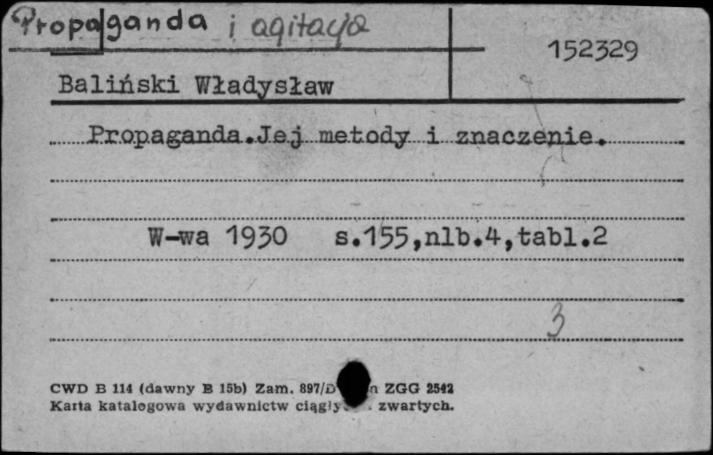 Propaganda i agitacja
152329
Baliński Władysław
Propaganda.Jej metody i znaczenie.
W-wa 1930 s.155,nlb.4,tabl.2
3
CWD B 114 (dawny B 15b) Zam. 897/D ZGG 2542
Karta katalogowa wydawnictw zwartych.